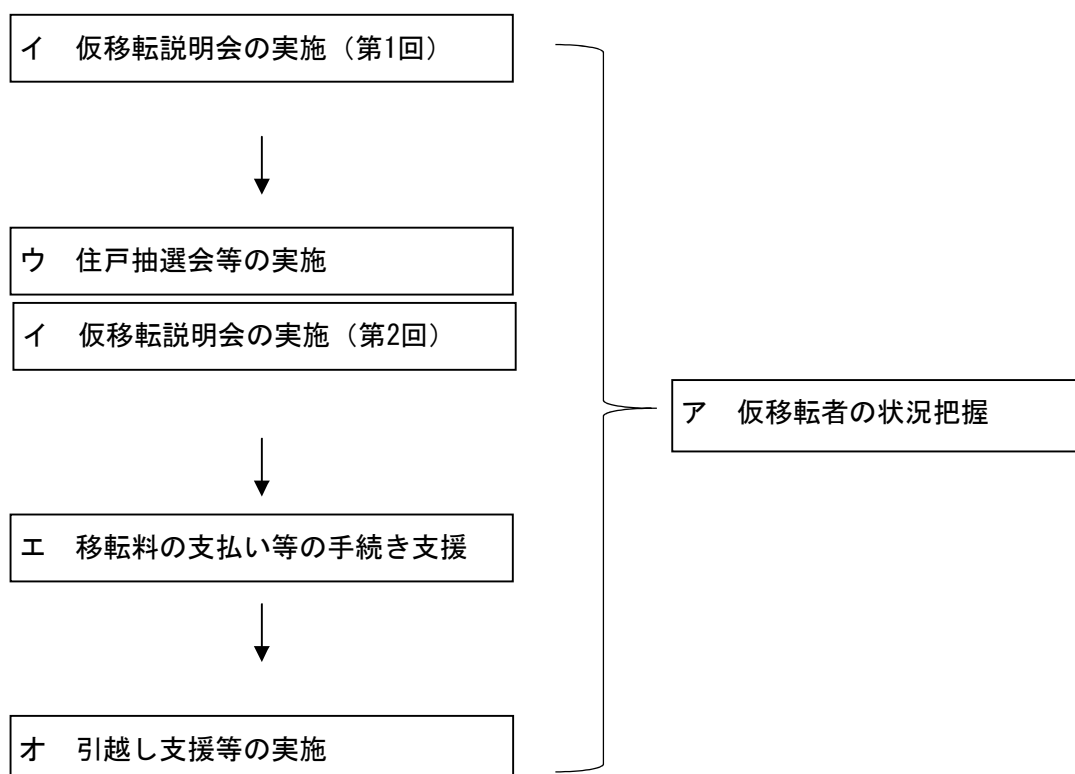 イ　仮移転説明会の実施（第1回）
ウ　住戸抽選会等の実施
イ　仮移転説明会の実施（第2回）
ア　仮移転者の状況把握
エ　移転料の支払い等の手続き支援
オ　引越し支援等の実施